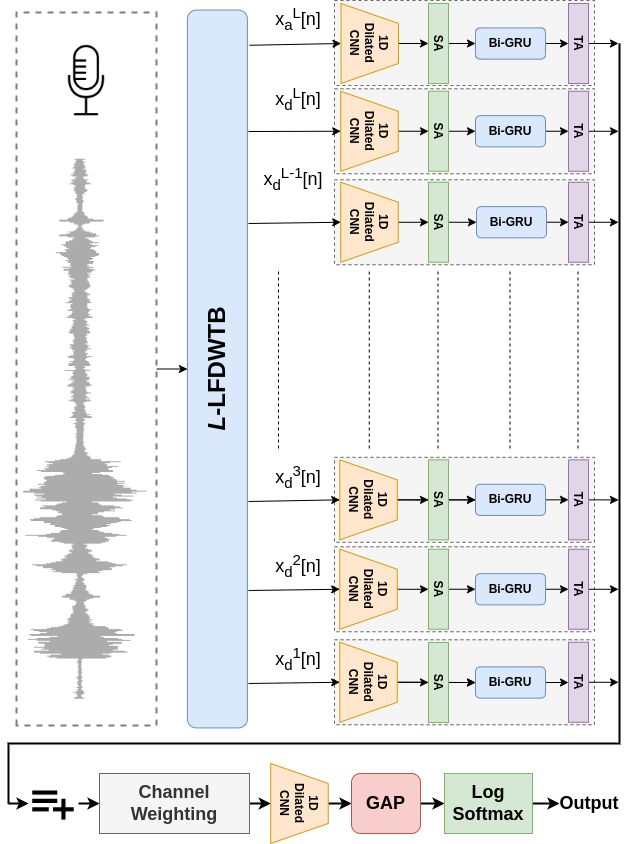 x_a^L[n]
1D
Dilated
CNN
SA
Bi-GRU
TA
x_d^L[n]
1D
Dilated
CNN
SA
Bi-GRU
TA
x_d^L-1[n]
1D
Dilated
CNN
SA
Bi-GRU
TA
L-LFDWTB
x_d^3[n]
1D
Dilated
CNN
SA
Bi-GRU
TA
x_d^2[n]
1D
Dilated
CNN
SA
Bi-GRU
TA
x_d^1[n]
1D
Dilated
CNN
SA
Bi-GRU
TA
Channel
Weighting
1D
Dilated
CNN
GAP
Log
Softmax
Output